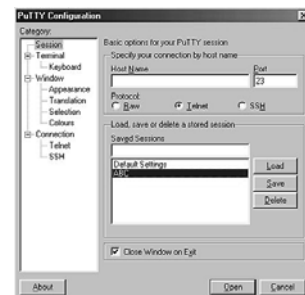 PuTTY Configuration
Category:
Session
Terminal
Keyboard
Window
Appearance
Translation
Selection
Colours
Connection
Telnet
SSH
Basic options for your PuTTY session
Specify your connection by host name
Host Name
Port
23
Protocol:
Raw
Telnet
SSH
Load, save or delete a stored session
Saved Sessions
Default Settings
ABC
Load
Save
Delete
Close Window on Exit
About
Open
Cancel